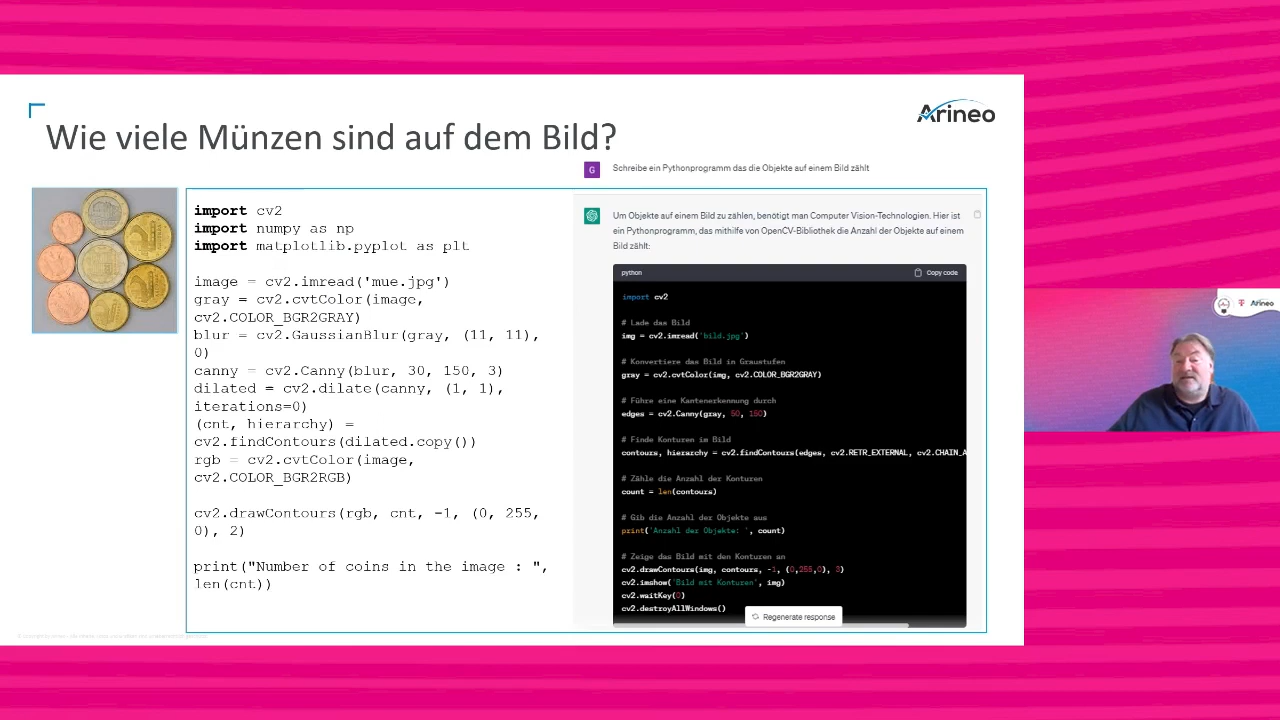 Arineo
Wie viele Münzen sind auf dem Bild?
import cv2
import numpy as np
import matplotlib.pyplot as plt
image = cv2.imread('mue.jpg')
gray = cv2.cvtColor(image,
cv2.COLOR_BGR2GRAY)
blur = cv2.GaussianBlur(gray, (11, 11),
0)
canny = cv2.Canny(blur, 30, 150, 3)
dilated = cv2.dilate(canny, (1, 1),
iterations=0)
(cnt, hierarchy) =
cv2.findContours(dilated.copy())
rgb = cv2.cvtColor(image,
cv2.COLOR_BGR2RGB)
cv2.drawContours(rgb, cnt, -1, (0, 255,
0), 2)
print("Number of coins in the image : ",
len(cnt))
G
Schreibe ein Pythonprogramm das die Objekte auf einem Bild zählt
Um Objekte auf einem Bild zu zählen, benötigt man Computer Vision-Technologien. Hier ist
ein Pythonprogramm, das mithilfe von OpenCV-Bibliothek die Anzahl der Objekte auf einem
Bild zählt:
python Copy code
import cv2
# Lade das Bild
img = cv2.imread('bild.jpg')
# Konvertiere das Bild in Graustufen
gray = cv2.cvtColor(img, cv2.COLOR_BGR2GRAY)
# Führe eine Kantenerkennung durch
edges = cv2.Canny(gray, 50, 150)
# Finde Konturen im Bild
contours, hierarchy = cv2.findContours(edges, cv2.RETR_EXTERNAL, cv2.CHAIN_A
# Zähle die Anzahl der Konturen
count = len(contours)
# Gib die Anzahl der Objekte aus
print('Anzahl der Objekte: ', count)
# Zeige das Bild mit den Konturen an
cv2.drawContours(img, contours, -1, (0,255,0), 3)
cv2.imshow('Bild mit Konturen', img)
cv2.waitKey(0)
cv2.destroyAllWindows()
Regenerate response
T Arineo